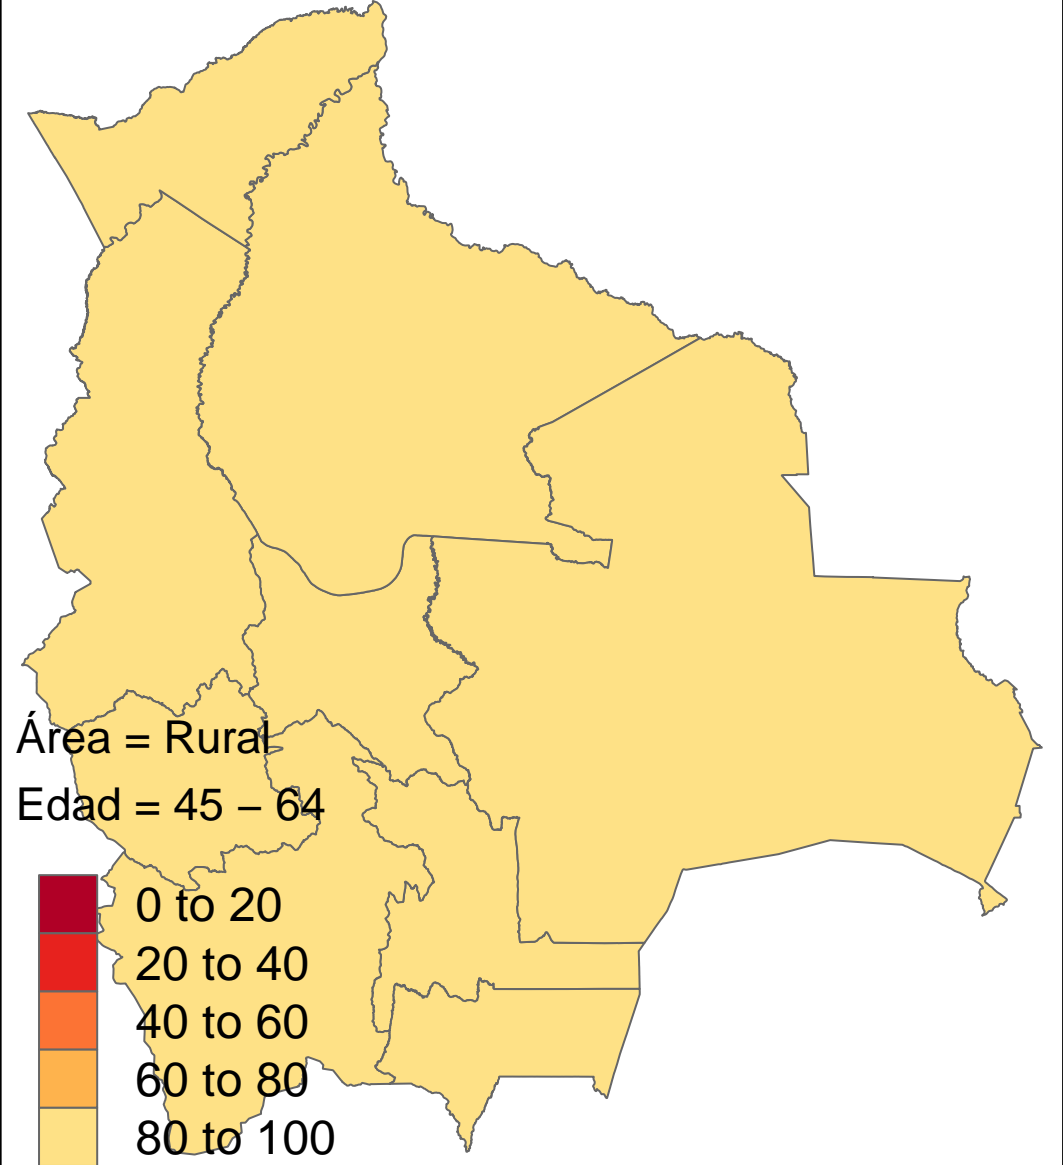 Área = Rural
Edad = 45 – 64
0 to 20
20 to 40
40 to 60
60 to 80
80 to 100